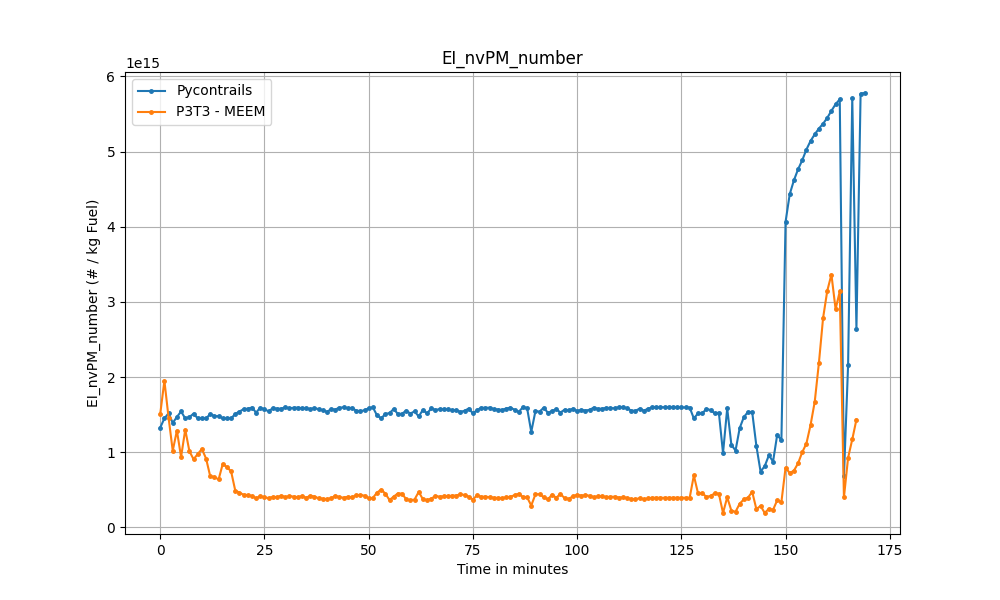 EI_nvPM_number
1e15
Pycontrails
P3T3 - MEEM
6
5
4
3
2
1
0
EI_nvPM_number (# / kg Fuel)
0 25 50 75 100 125 150 175
Time in minutes